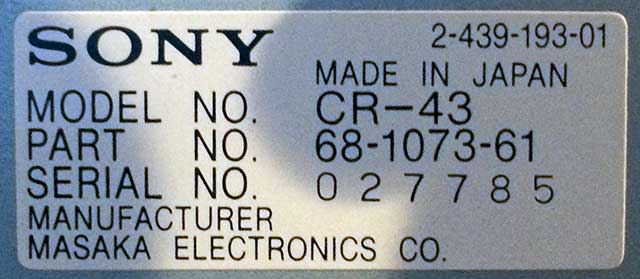 SONY 2-439-193-01
MADE IN JAPAN
MODEL NO. CR-43
PART NO. 68-1073-61
SERIAL NO. 027785
MANUFACTURER
MASAKA ELECTRONICS CO.